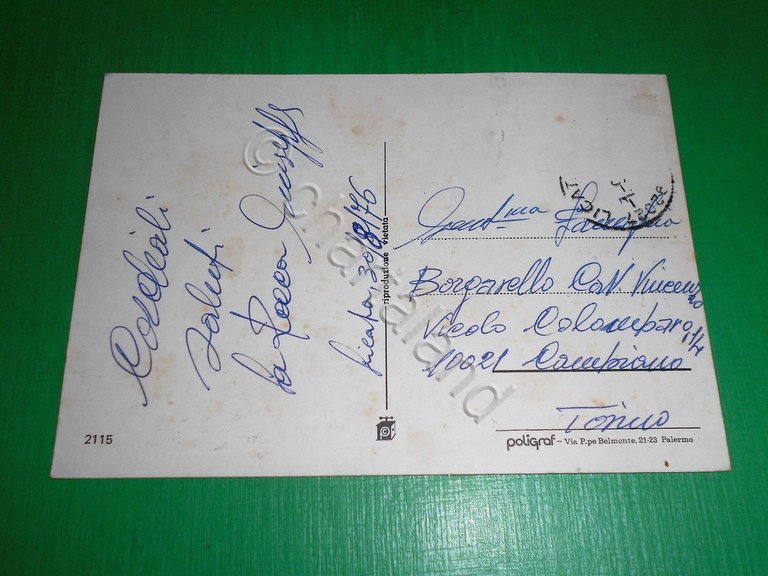 Cordiali
Saluti
La Rocca Giuseppe
Licata, 30/8/76
riproduzione vietata
Gent.ma Famiglia
Borgarello Cav. Vincenzo
Vicolo Colombaro, 1/4
10021
Torino
2115
poligraf – Via P.pe Belmonte, 21-23 Palermo
© chartaland